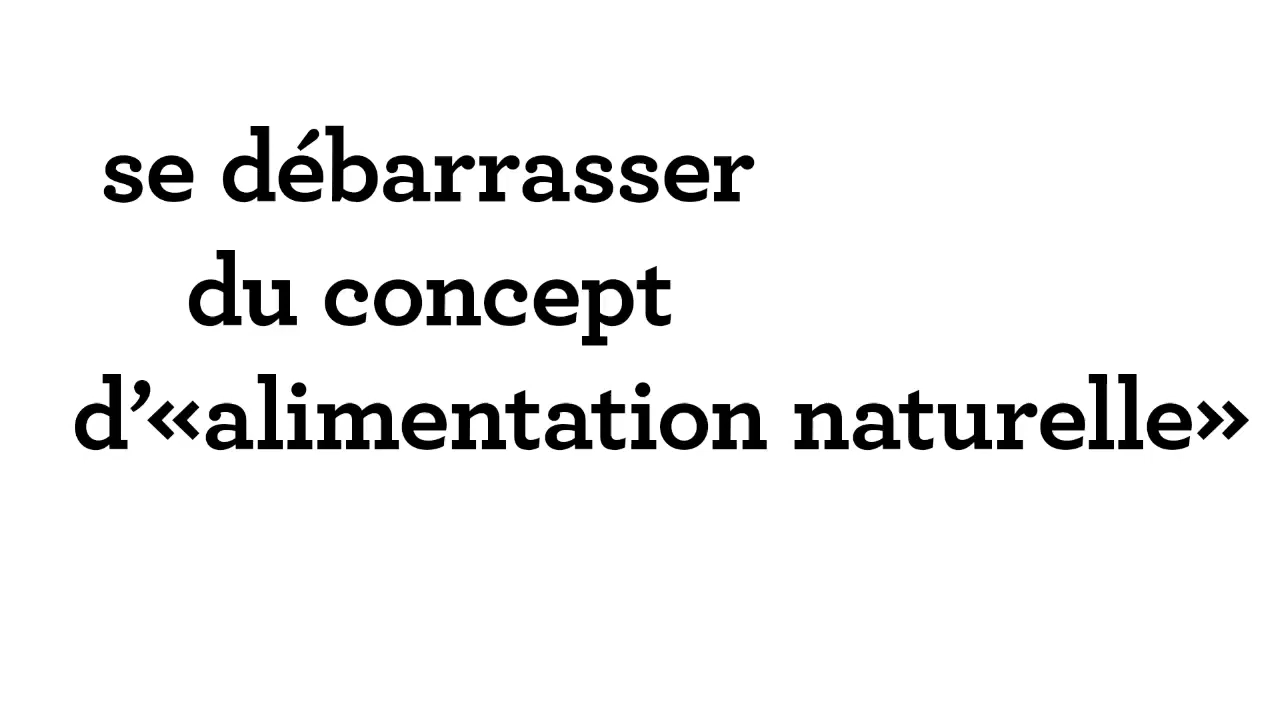 se débarrasser
du concept
d’«alimentation naturelle»